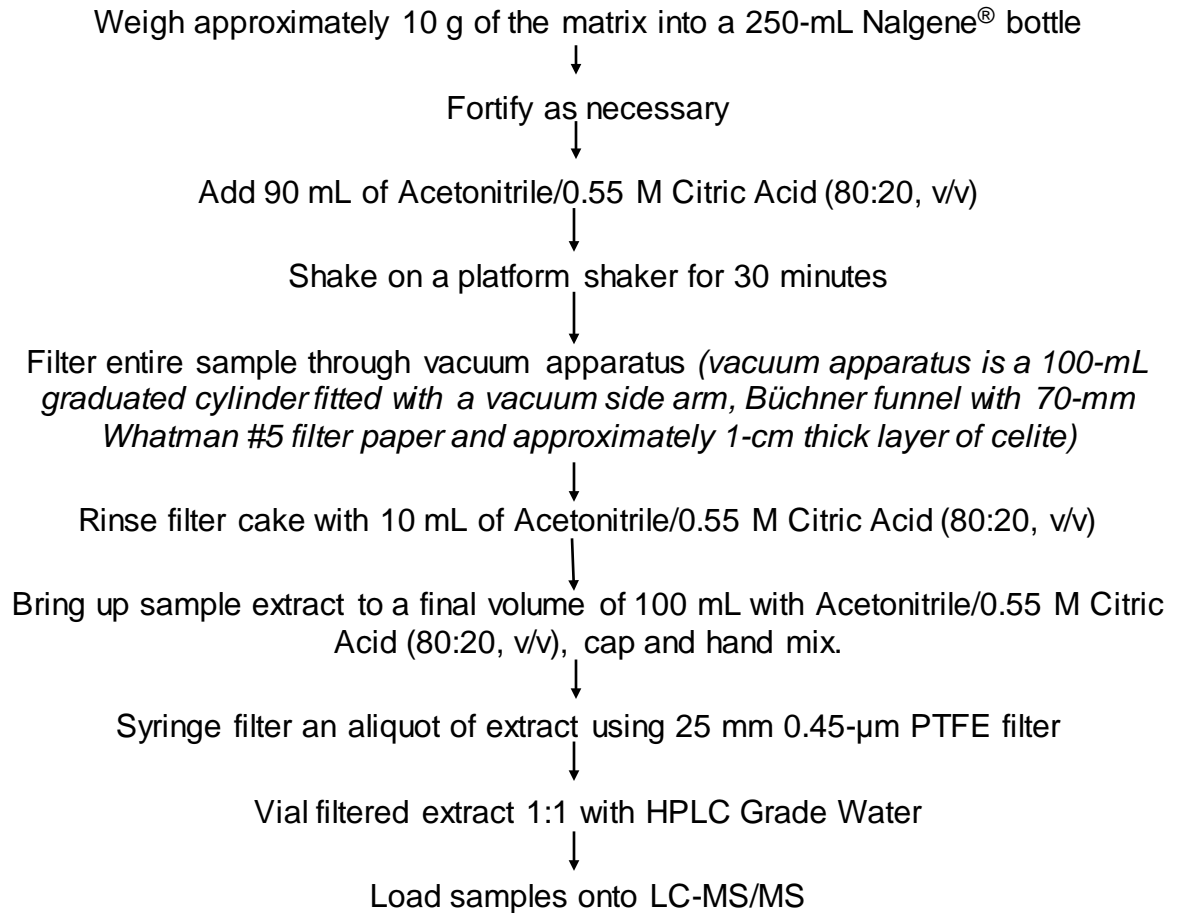 Weigh approximately 10 g of the matrix into a 250-mL Nalgene® bottle
Fortify as necessary
Add 90 mL of Acetonitrile/0.55 M Citric Acid (80:20, v/v)
Shake on a platform shaker for 30 minutes
Filter entire sample through vacuum apparatus (vacuum apparatus is a 100-mL
graduated cylinder fitted with a vacuum side arm, Büchner funnel with 70-mm
Whatman #5 filter paper and approximately 1-cm thick layer of celite)
Rinse filter cake with 10 mL of Acetonitrile/0.55 M Citric Acid (80:20, v/v)
Bring up sample extract to a final volume of 100 mL with Acetonitrile/0.55 M Citric
Acid (80:20, v/v), cap and hand mix.
Syringe filter an aliquot of extract using 25 mm 0.45-µm PTFE filter
Vial filtered extract 1:1 with HPLC Grade Water
Load samples onto LC-MS/MS